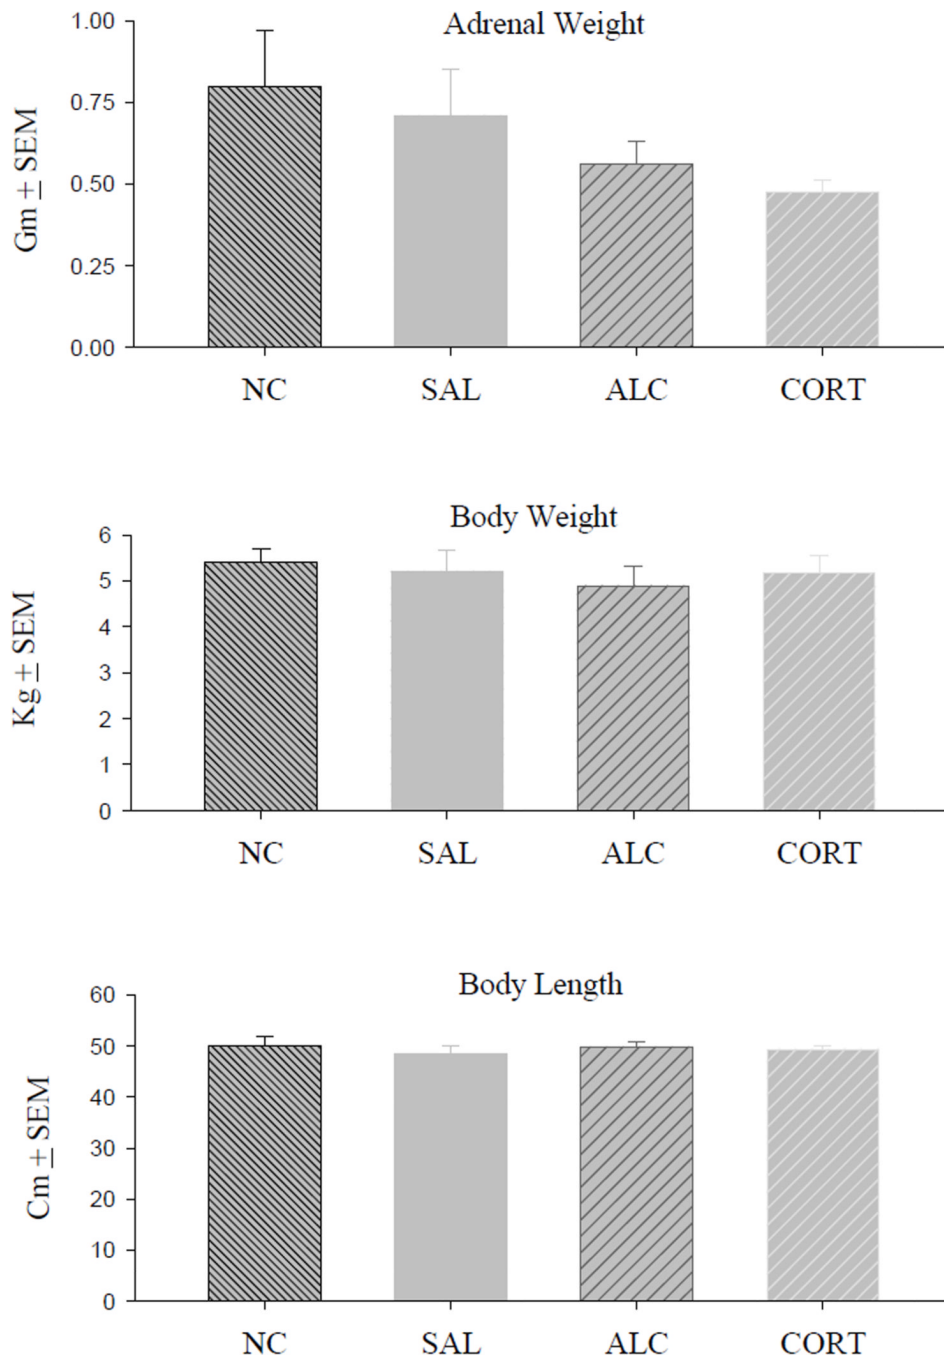 Adrenal Weight
Gm ± SEM
1.00
0.75
0.50
0.25
0.00
NC SAL ALC CORT
Body Weight
Kg ± SEM
6
5
4
3
2
1
0
NC SAL ALC CORT
Body Length
Cm ± SEM
60
50
40
30
20
10
0
NC SAL ALC CORT